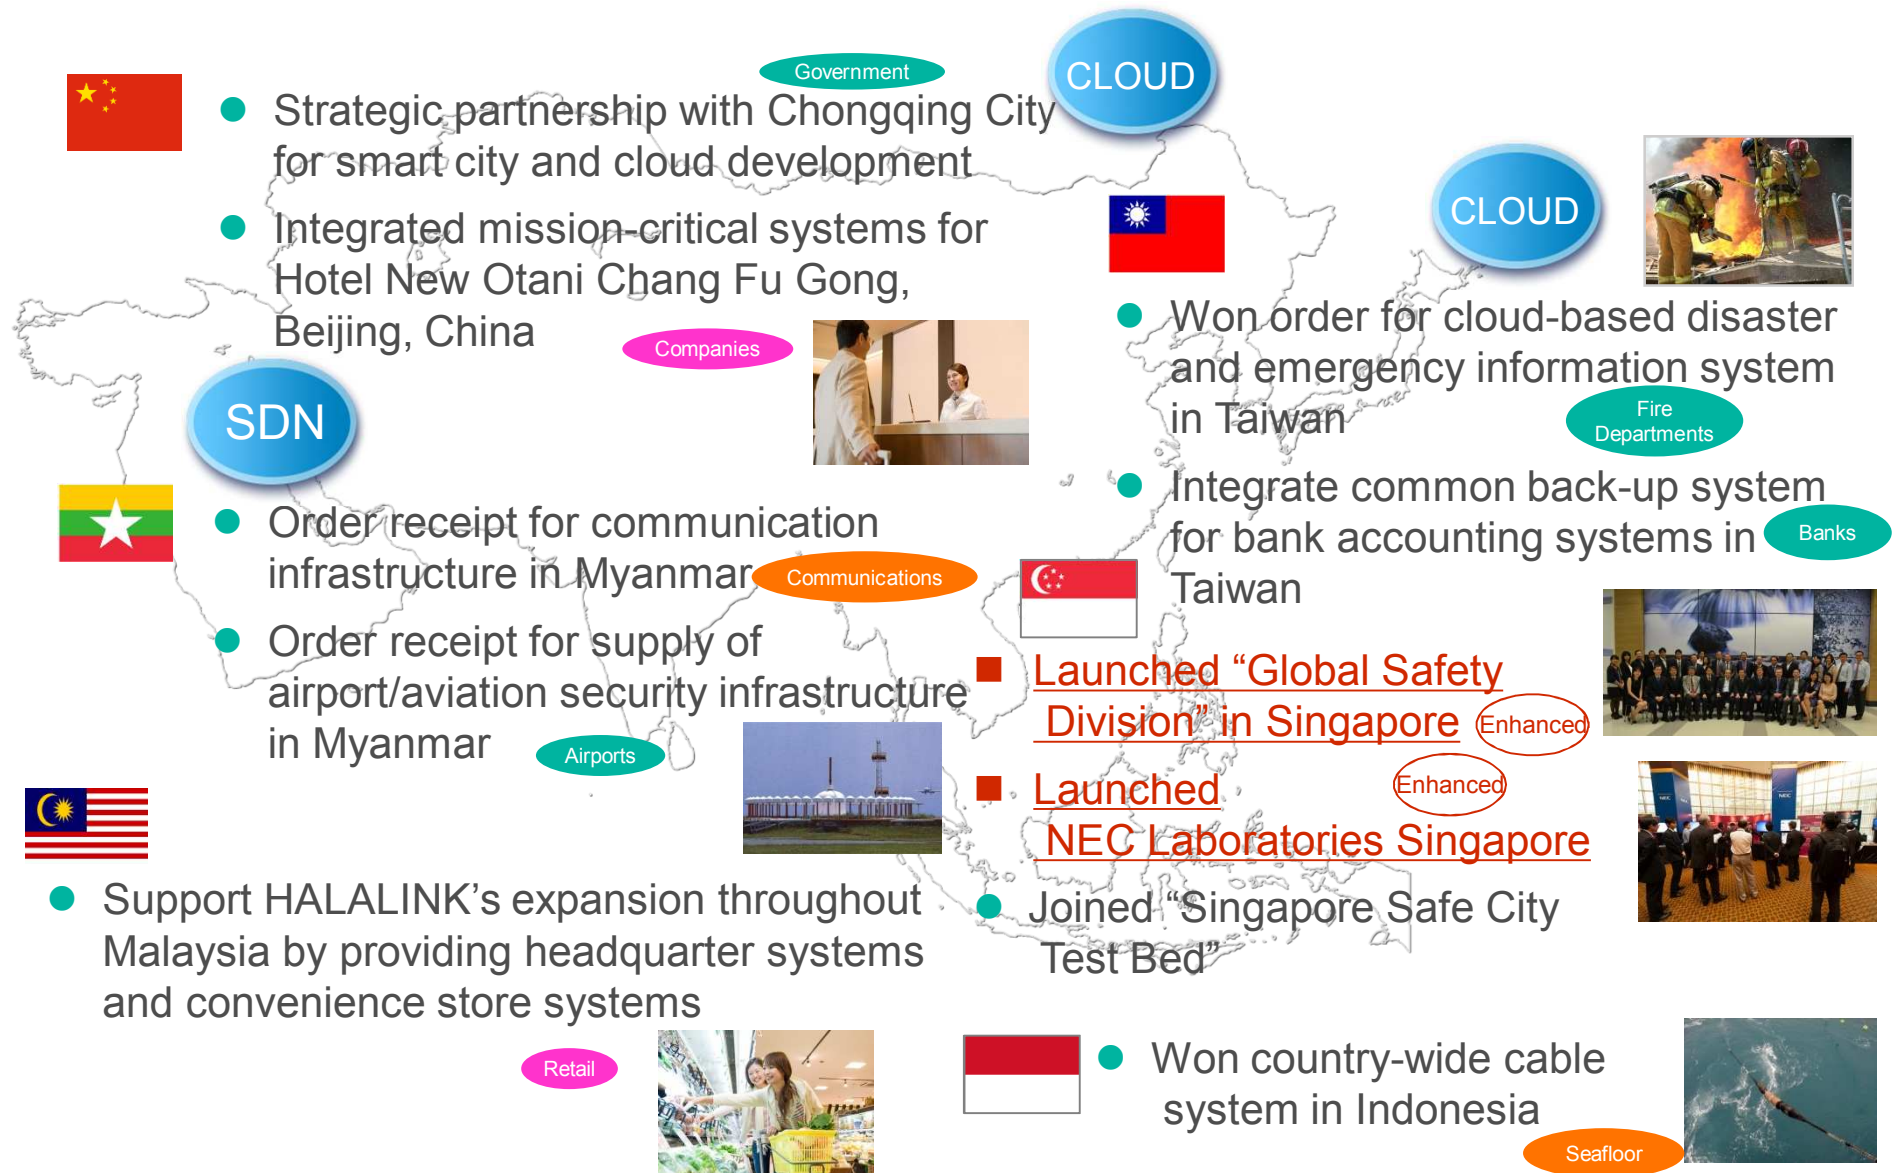 Government
CLOUD
Strategic partnership with Chongqing City
for smart city and cloud development
Integrated mission-critical systems for
Hotel New Otani Chang Fu Gong,
Beijing, China
Companies
CLOUD
Won order for cloud-based disaster
and emergency information system
in Taiwan
Fire
Departments
Integrate common back-up system
for bank accounting systems in
Taiwan
Banks
SDN
Order receipt for communication
infrastructure in Myanmar
Communications
Order receipt for supply of
airport/aviation security infrastructure
in Myanmar
Airports
Launched “Global Safety
Division” in Singapore
Enhanced
Launched
NEC Laboratories Singapore
Enhanced
Joined “Singapore Safe City
Test Bed”
NEC
NEC
Support HALALINK’s expansion throughout
Malaysia by providing headquarter systems
and convenience store systems
Retail
Won country-wide cable
system in Indonesia
Seafloor